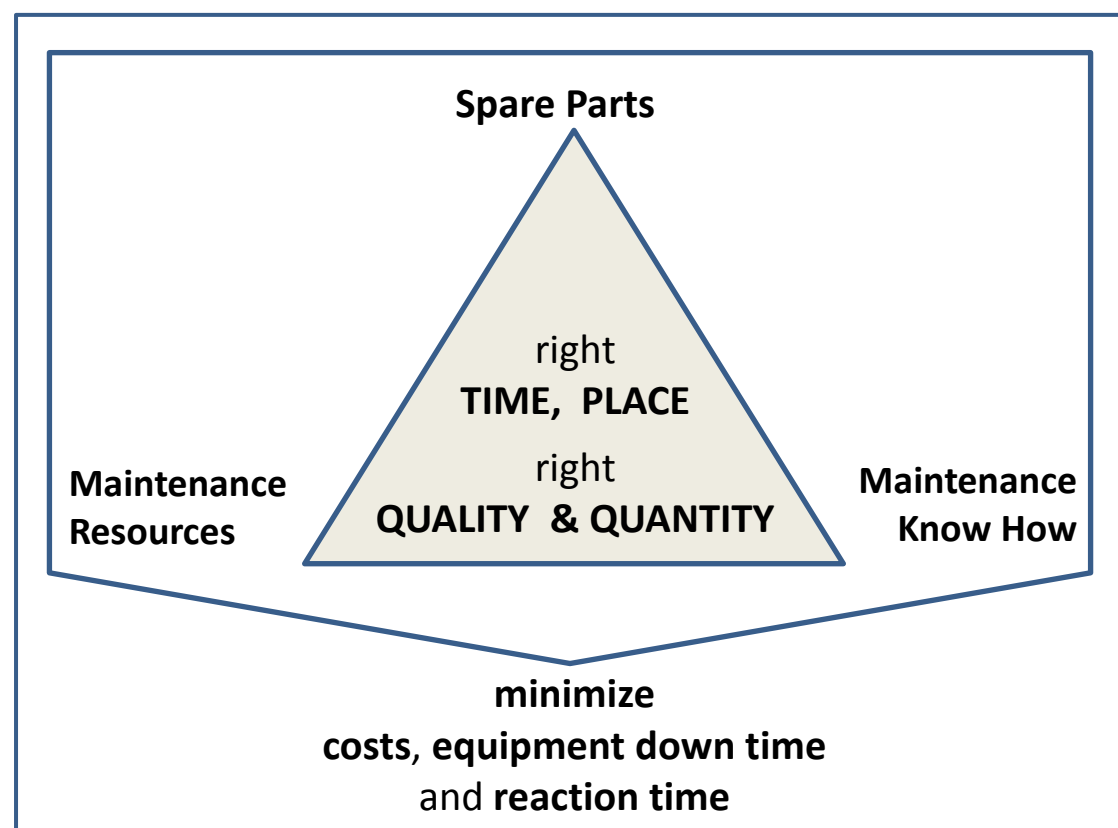 Spare Parts
right
TIME, PLACE
right
QUALITY & QUANTITY
Maintenance
Resources
Maintenance
Know How
minimize
costs, equipment down time
and reaction time